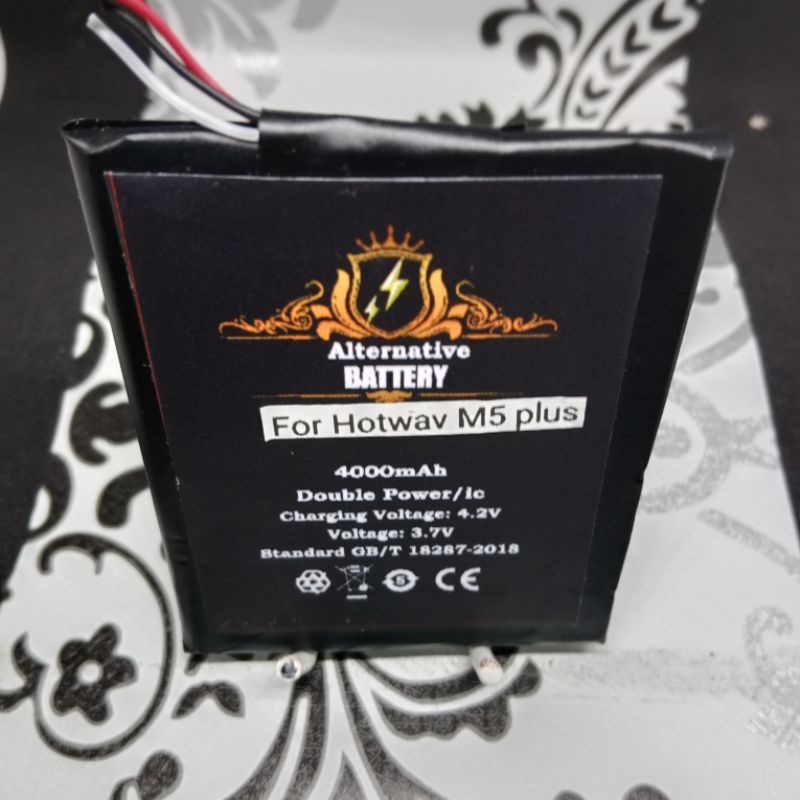 Alternative
BATTERY
For Hotwav M5 plus
4000mAh
Double Power/ic
Charging Voltage: 4.2V
Voltage: 3.7V
Standard GB/T 18287-2018
5 CE